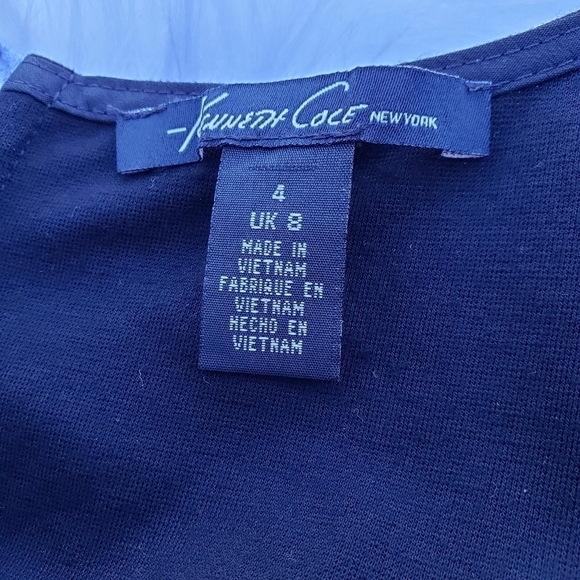 Kenneth Cole NEW YORK
4
UK 8
MADE IN
VIETNAM
FABRIQUE EN
VIETNAM
HECHO EN
VIETNAM